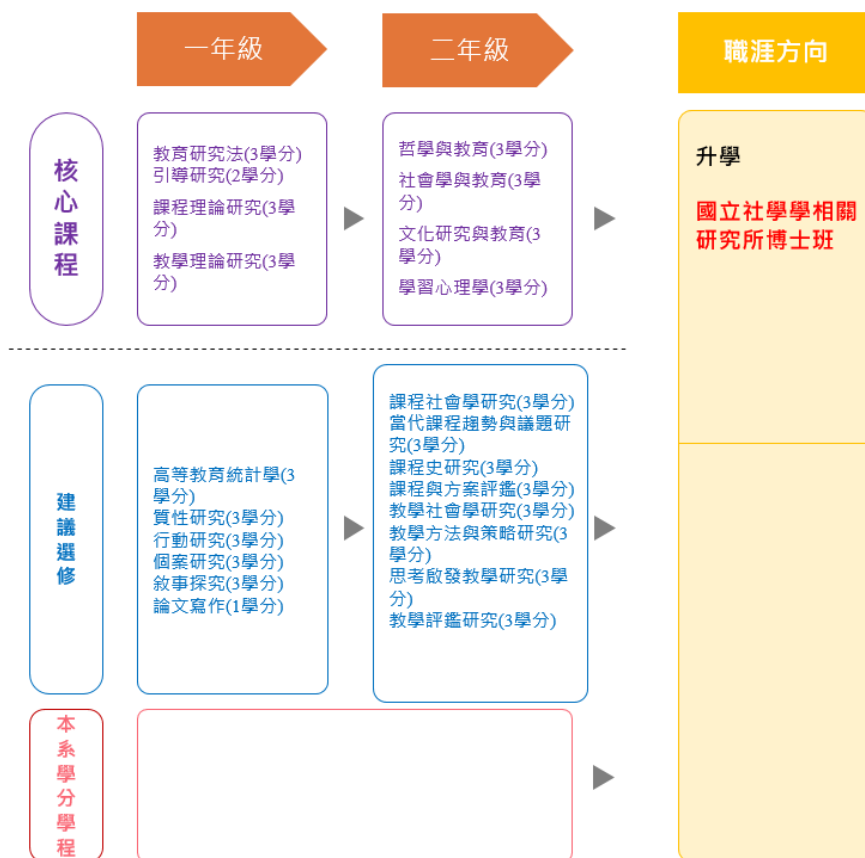 一年級
二年級
職涯方向
核心課程
教育研究法(3學分)
引導研究(2學分)
課程理論研究(3學
分)
教學理論研究(3學
分)
哲學與教育(3學分)
社會學與教育(3學
分)
文化研究與教育(3
學分)
學習心理學(3學分)
升學
國立社學學相關
研究所博士班
建議選修
高等教育統計學(3
學分)
質性研究(3學分)
行動研究(3學分)
個案研究(3學分)
敘事探究(3學分)
論文寫作(1學分)
課程社會學研究(3學分)
當代課程趨勢與議題研
究(3學分)
課程史研究(3學分)
課程與方案評鑑(3學分)
教學社會學研究(3學分)
教學方法與策略研究(3
學分)
思考啟發教學研究(3學
分)
教學評鑑研究(3學分)
本系學分學程